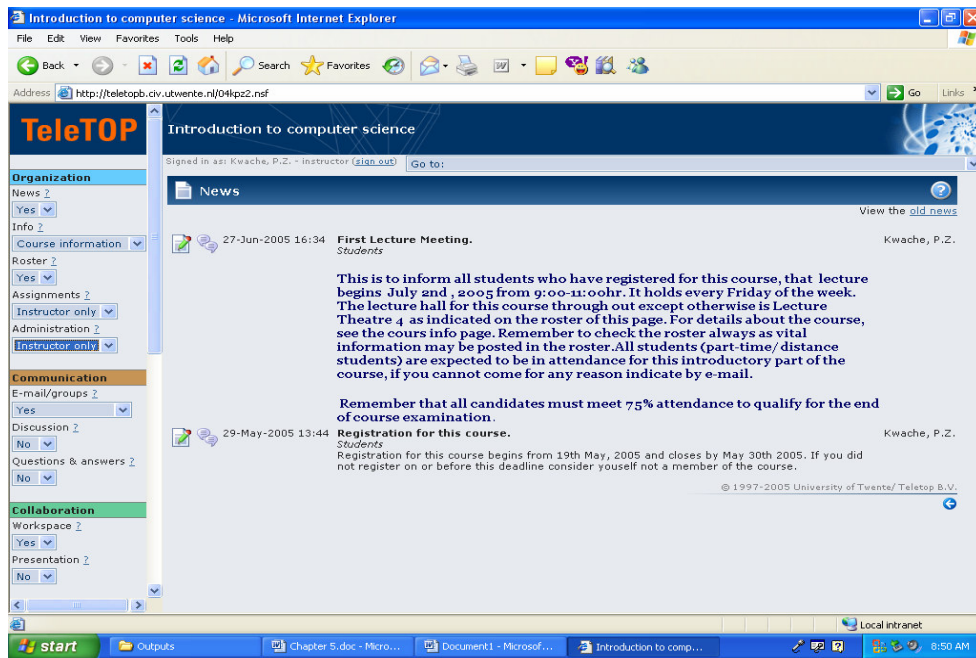 Introduction to computer science - Microsoft Internet Explorer
File Edit View Favorites Tools Help
Back Search Favorites
Address http://teletopb.civ.utwente.nl/04kpz2.nsf Go Links
TeleTOP
Introduction to computer science
Signed in as: Kwache, P.Z. - instructor (sign out) Go to:
Organization
News ?
Yes
Info ?
Course information
Roster ?
Yes
Assignments ?
Instructor only
Administration ?
Instructor only
Communication
E-mail/groups ?
Yes
Discussion ?
No
Questions & answers ?
No
Collaboration
Workspace ?
Yes
Presentation ?
No
News
View the old news
27-Jun-2005 16:34 First Lecture Meeting. Kwache, P.Z.
Students
This is to inform all students who have registered for this course, that lecture
begins July 2nd , 2005 from 9:00-11:00hr. It holds every Friday of the week.
The lecture hall for this course through out except otherwise is Lecture
Theatre 4 as indicated on the roster of this page. For details about the course,
see the cours info page. Remember to check the roster always as vital
information may be posted in the roster.All students (part-time/distance
students) are expected to be in attendance for this introductory part of the
course, if you cannot come for any reason indicate by e-mail.
Remember that all candidates must meet 75% attendance to qualify for the end
of course examination.
29-May-2005 13:44 Registration for this course. Kwache, P.Z.
Students
Registration for this course begins from 19th May, 2005 and closes by May 30th 2005. If you did
not register on or before this deadline consider youself not a member of the course.
© 1997-2005 University of Twente/ Teletop B.V.
Local intranet
start Outputs Chapter 5.doc - Micro... Document1 - Microsof... Introduction to comp... 8:50 AM